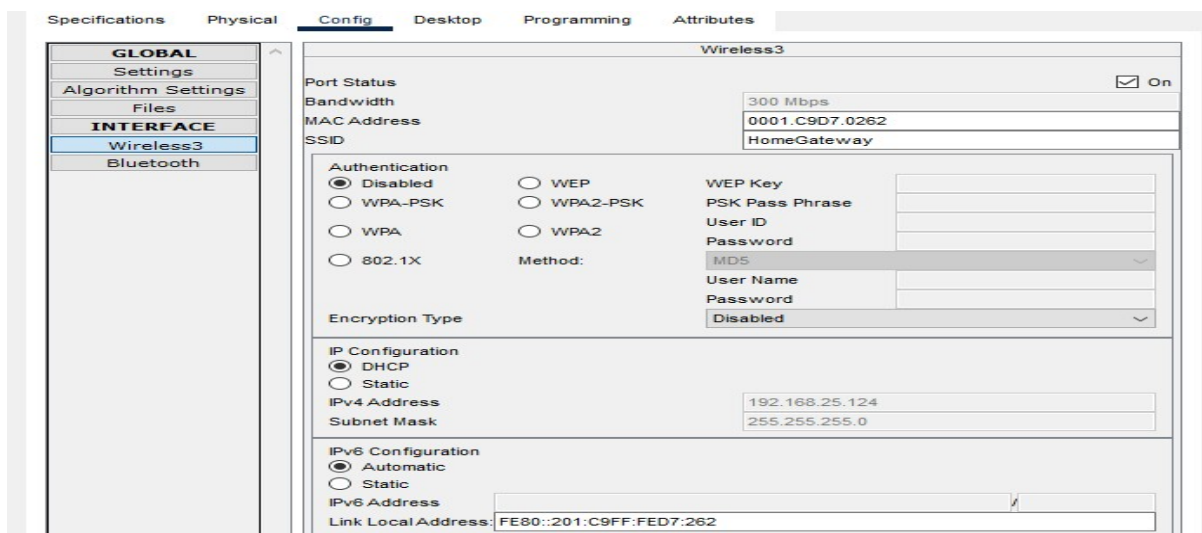 Specifications Physical Config Desktop Programming Attributes
GLOBAL
Settings
Algorithm Settings
Files
INTERFACE
Wireless3
Bluetooth
Wireless3
Port Status On
Bandwidth 300 Mbps
MAC Address 0001.C9D7.0262
SSID HomeGateway
Authentication
Disabled WEP WEP Key
WPA-PSK WPA2-PSK PSK Pass Phrase
User ID
WPA WPA2
Password
802.1X Method: MD5
User Name
Password
Encryption Type Disabled
IP Configuration
DHCP
Static
IPv4 Address 192.168.25.124
Subnet Mask 255.255.255.0
IPv6 Configuration
Automatic
Static
IPv6 Address /
Link Local Address: FE80::201:C9FF:FED7:262